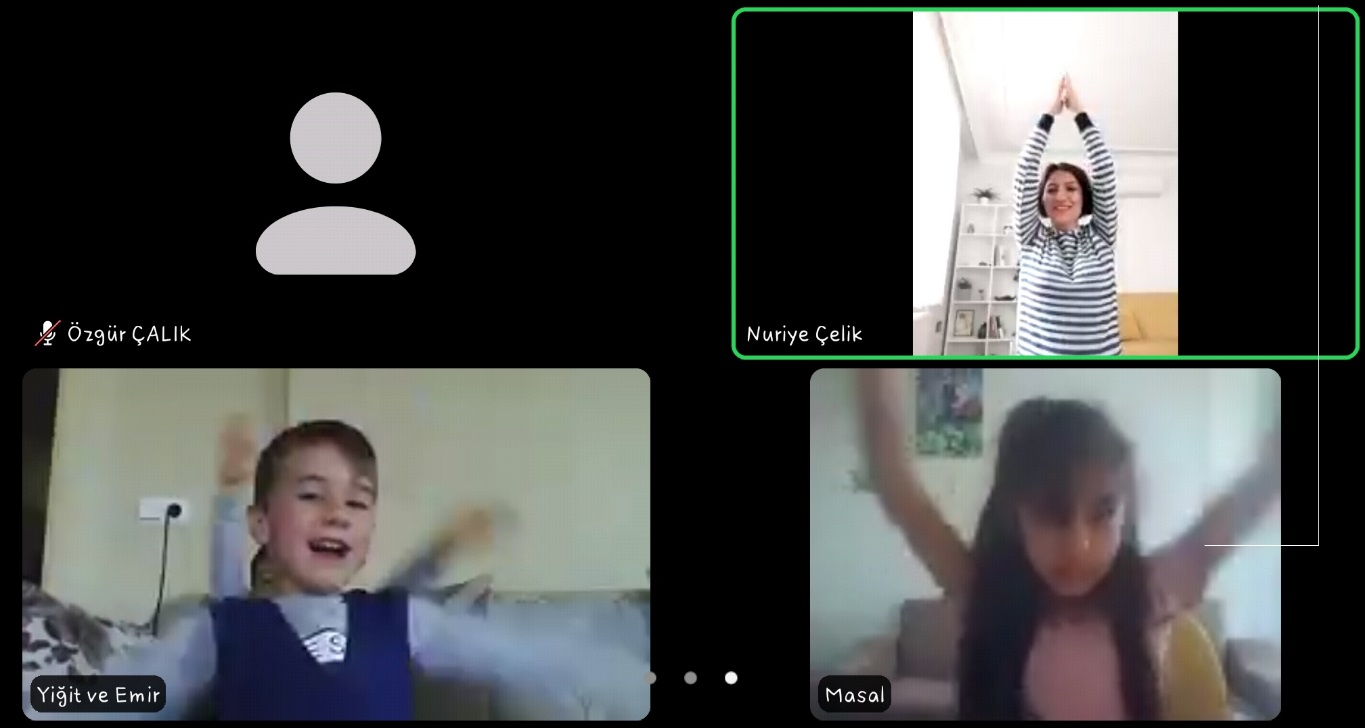 Özgür ÇALIK
Nuriye Çelik
Yiğit ve Emir
Masal